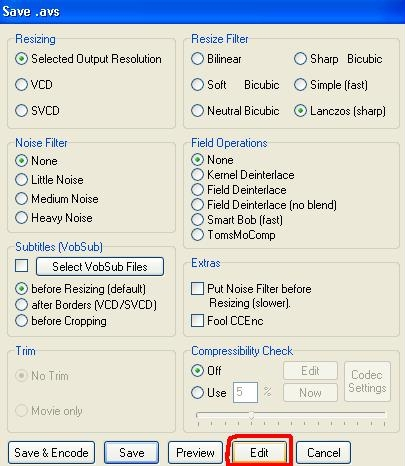 Save .avs
Resizing
Selected Output Resolution
VCD
SVCD
Resize Filter
Bilinear
Sharp Bicubic
Soft Bicubic
Simple (fast)
Neutral Bicubic
Lanczos (sharp)
Noise Filter
None
Little Noise
Medium Noise
Heavy Noise
Field Operations
None
Kernel Deinterlace
Field Deinterlace
Field Deinterlace (no blend)
Smart Bob (fast)
TomsMoComp
Subtitles (VobSub)
Select VobSub Files
before Resizing (default)
after Borders (VCD/SVCD)
before Cropping
Extras
Put Noise Filter before
Resizing (slower).
Fool CCEnc
Trim
No Trim
Movie only
Compressibility Check
Off
Edit
Codec
Settings
Use 5 %
Now
Save & Encode
Save
Preview
Edit
Cancel